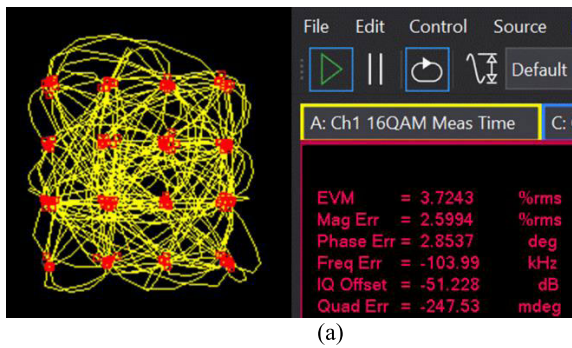 File Edit Control Source
Default
A: Ch1 16QAM Meas Time C:
EVM = 3.7243 %rms
Mag Err = 2.5994 %rms
Phase Err = 2.8537 deg
Freq Err = -103.99 kHz
IQ Offset = -51.228 dB
Quad Err = -247.53 mdeg
(a)